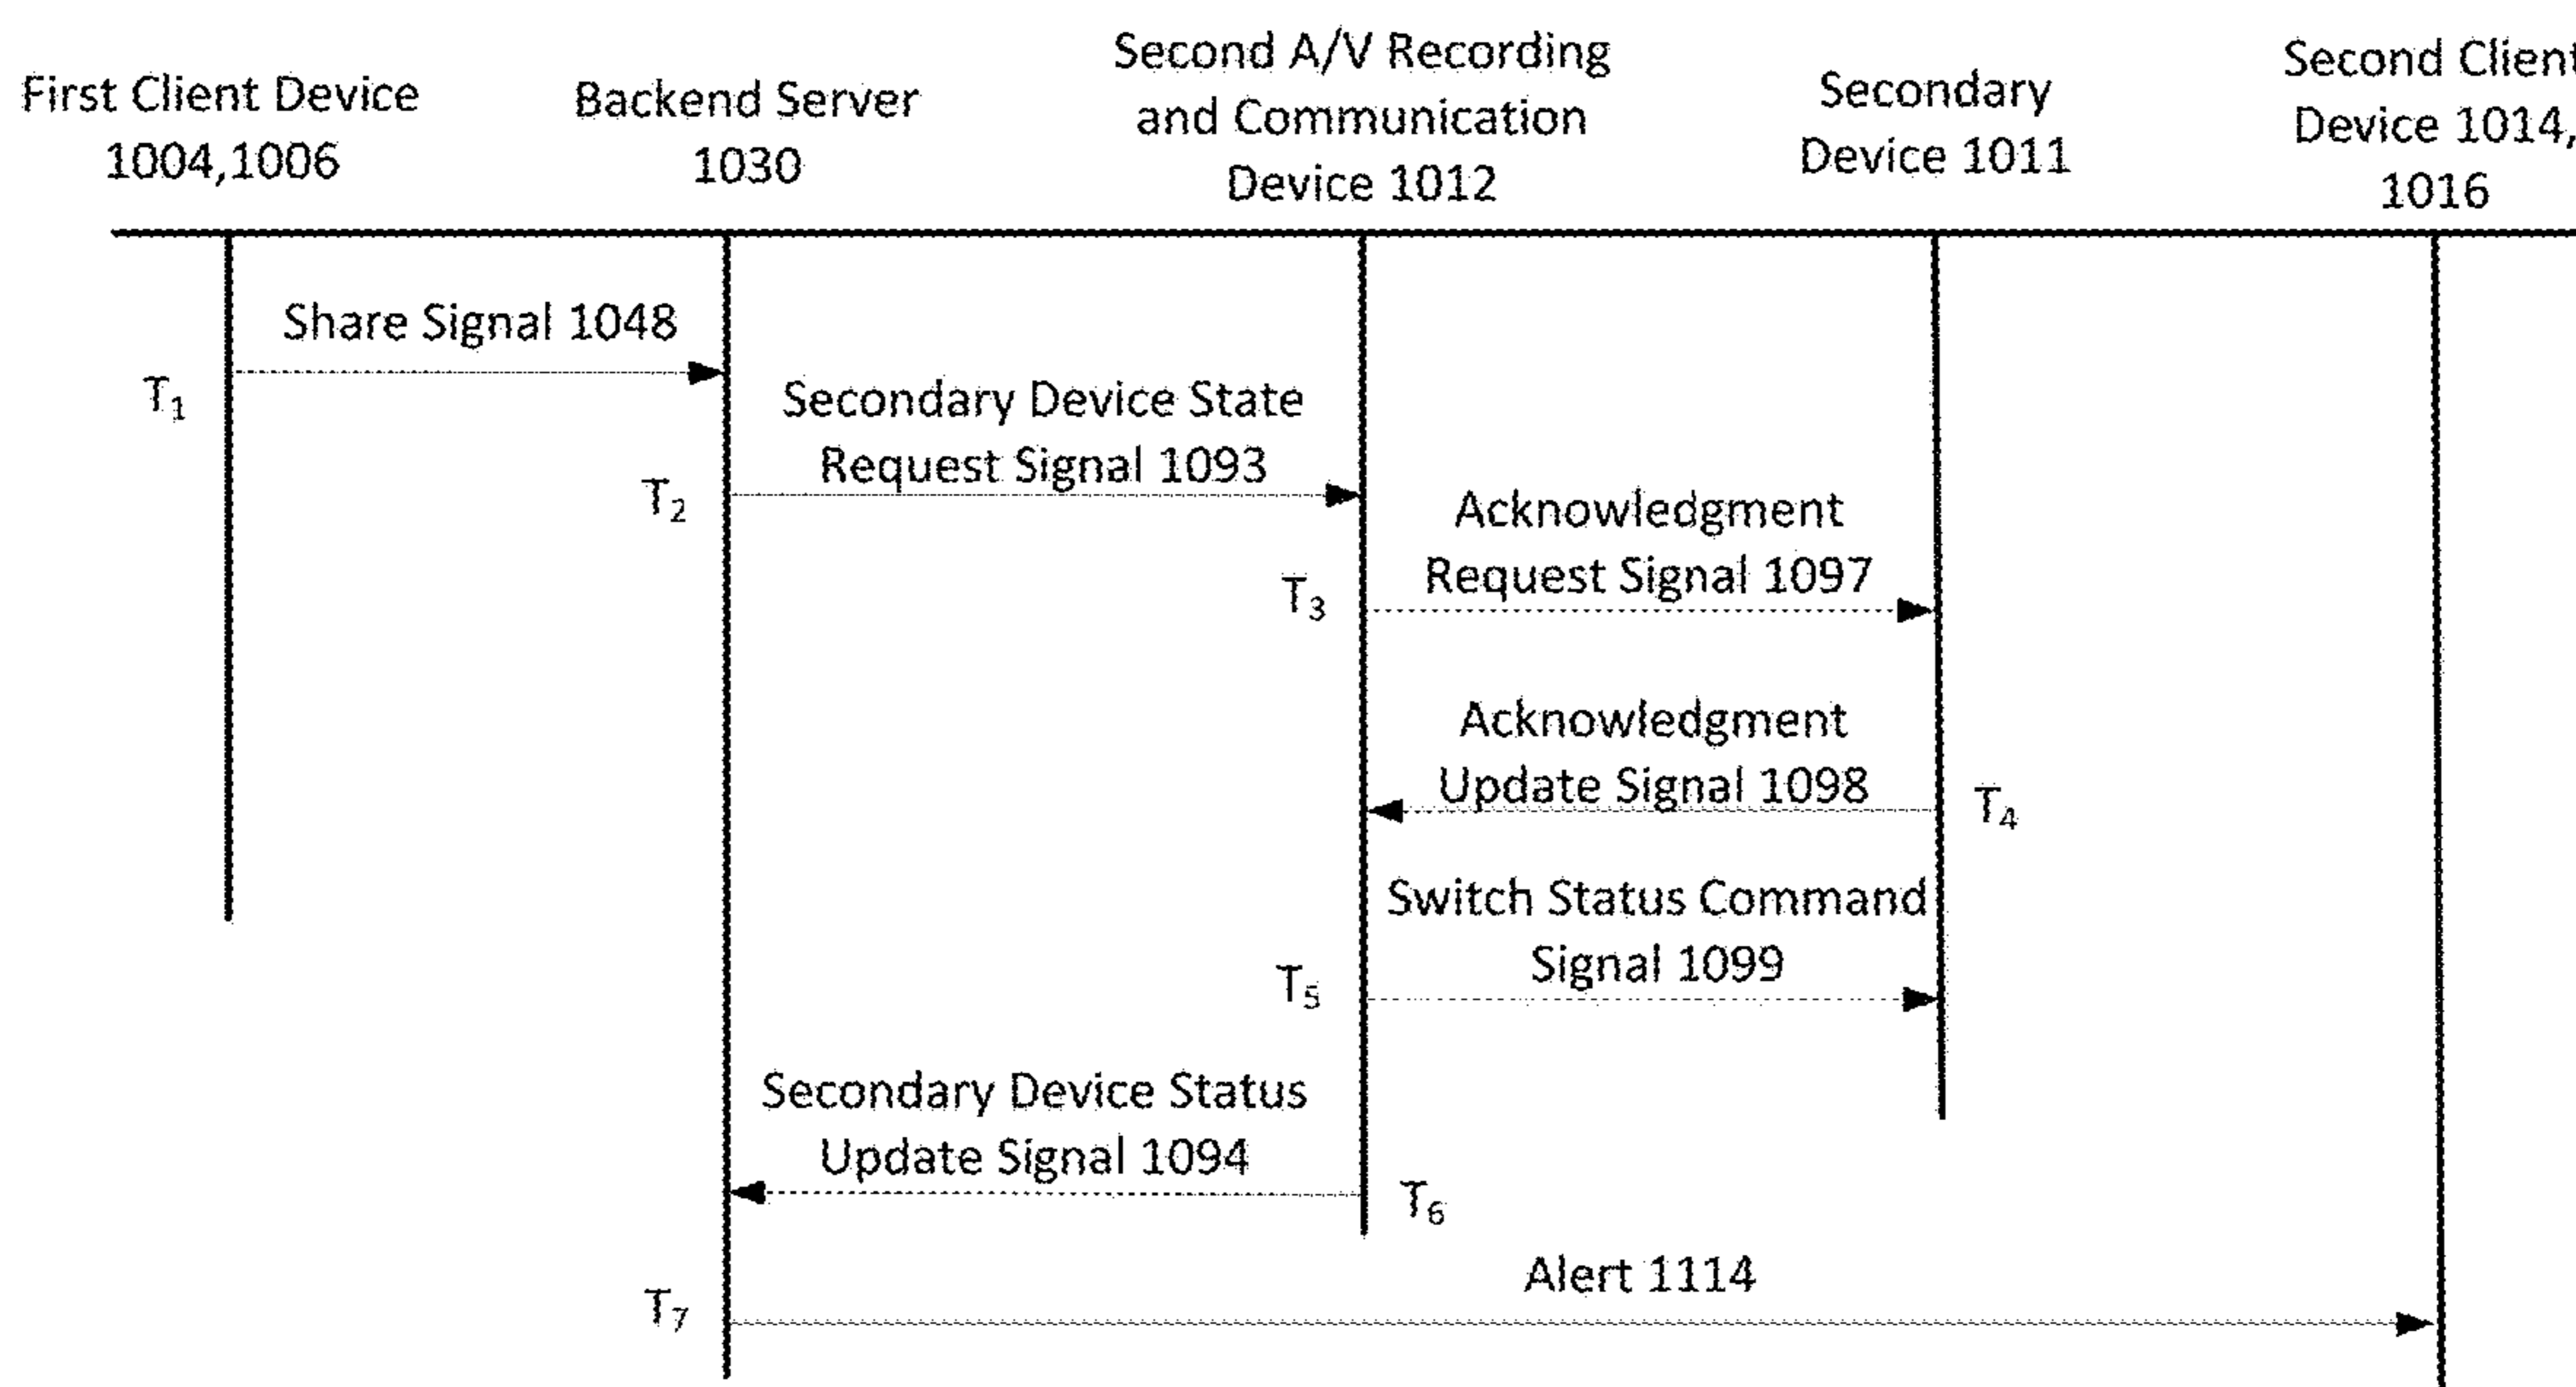 First Client Device
1004,1006
Backend Server
1030
Second A/V Recording
and Communication
Device 1012
Secondary
Device 1011
Second Client
Device 1014,
1016
Share Signal 1048
T1
Secondary Device State
Request Signal 1093
T2
Acknowledgment
Request Signal 1097
T3
Acknowledgment
Update Signal 1098
T4
Switch Status Command
Signal 1099
T5
Secondary Device Status
Update Signal 1094
T6
Alert 1114
T7